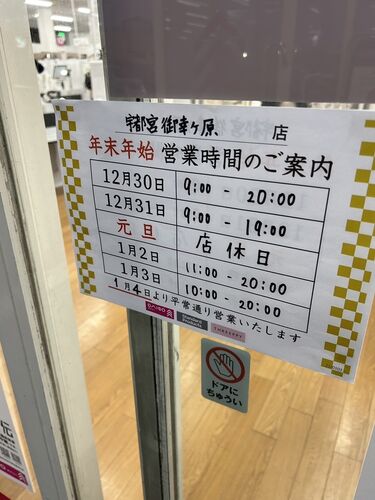 宇都宮御幸ヶ原 店
年末年始 営業時間のご案内
12月30日 9:00 - 20:00
12月31日 9:00 - 19:00
元旦 店休日
1月2日 11:00 - 20:00
1月3日 10:00 - 20:00
1月4日より平常通り営業いたします
DAISO
Standard Products
THREEPPY
ドアに
ちゅうい